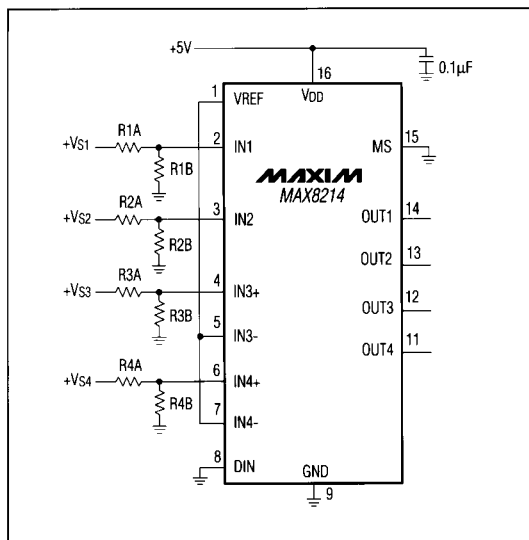 +5V
0.1µF
16
1
VREF
VDD
R1A
2
15
+VS1
IN1
MS
R1B
MAXIM
MAX8214
R2A
3
14
+VS2
IN2
OUT1
R2B
13
OUT2
R3A
4
12
+VS3
IN3+
OUT3
R3B
5
11
IN3-
OUT4
R4A
6
+VS4
IN4+
R4B
7
IN4-
8
DIN
GND
9